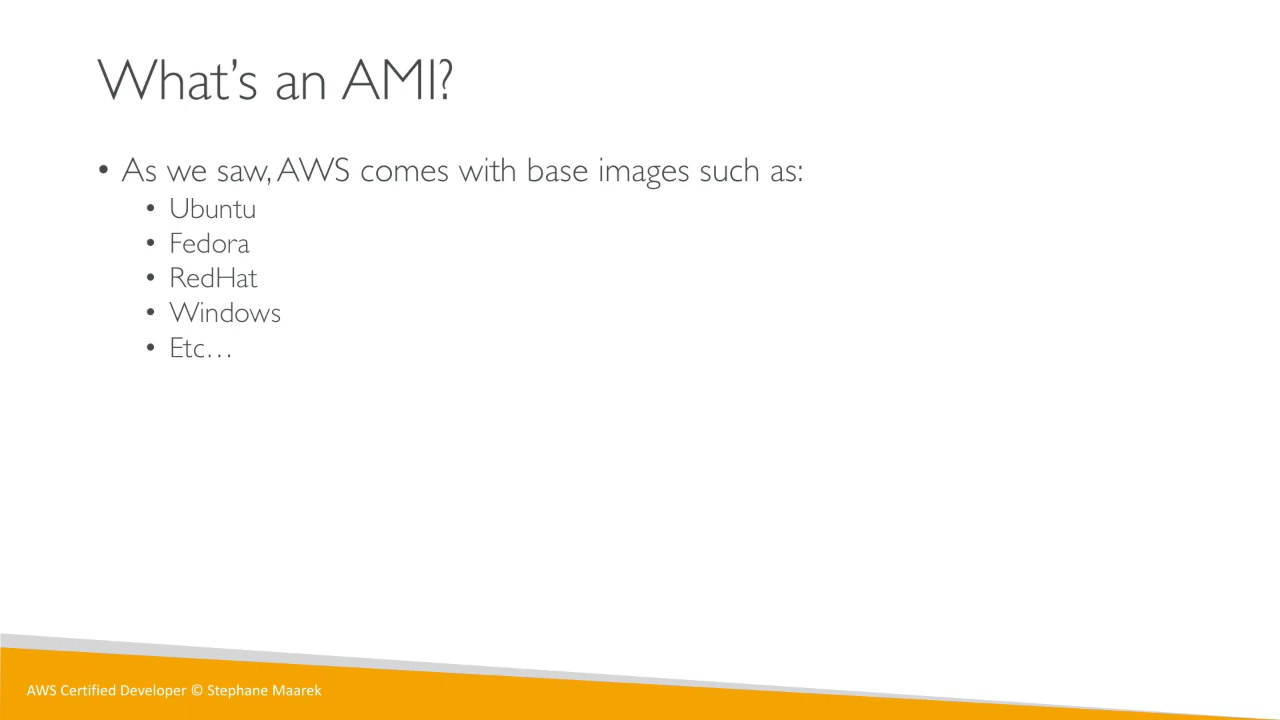 What's an AMI?
• As we saw, AWS comes with base images such as:
• Ubuntu
• Fedora
• RedHat
• Windows
• Etc…
AWS Certified Developer © Stephane Maarek